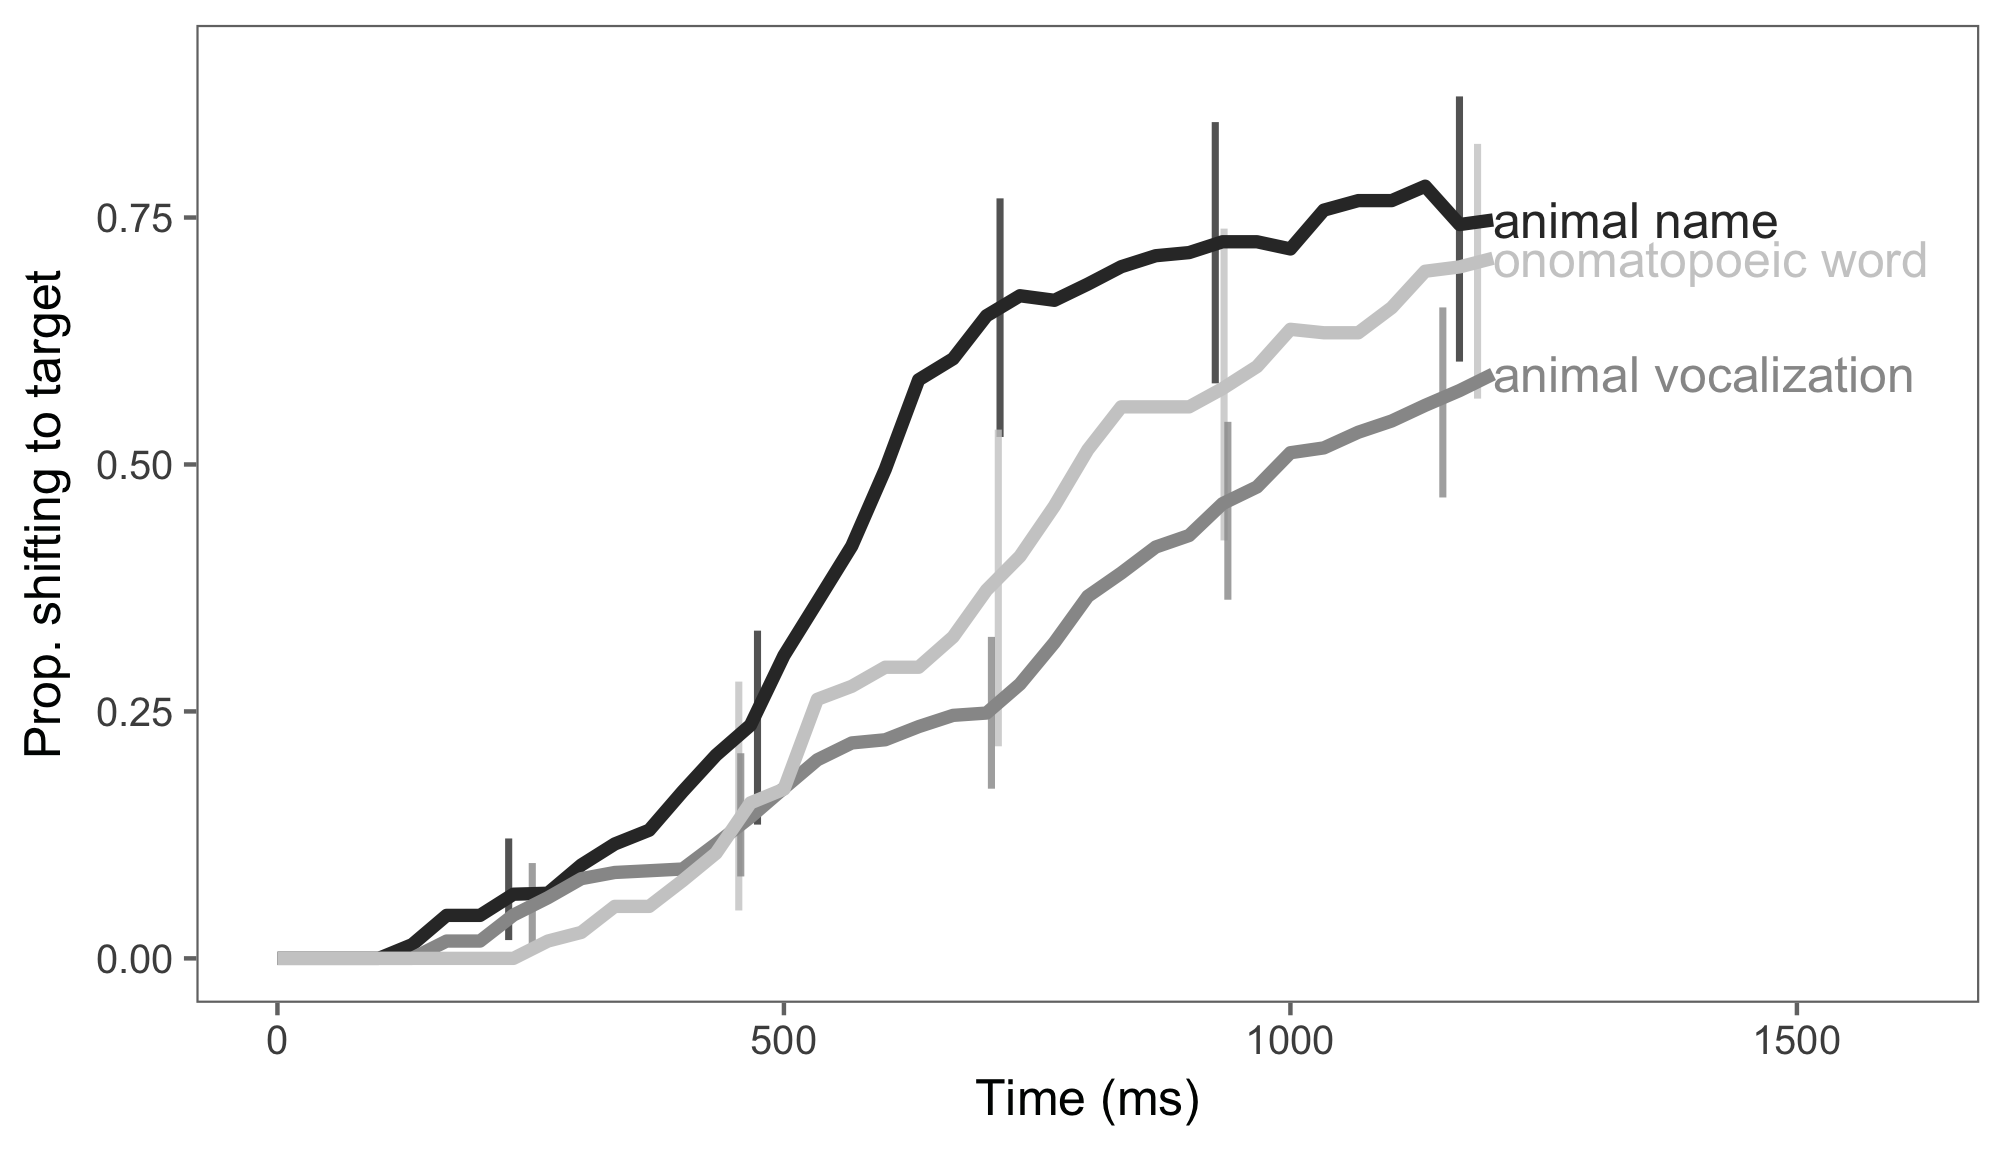 Prop. shifting to target
0.75
0.50
0.25
0.00
animal name
onomatopoeic word
animal vocalization
0
500
1000
1500
Time (ms)